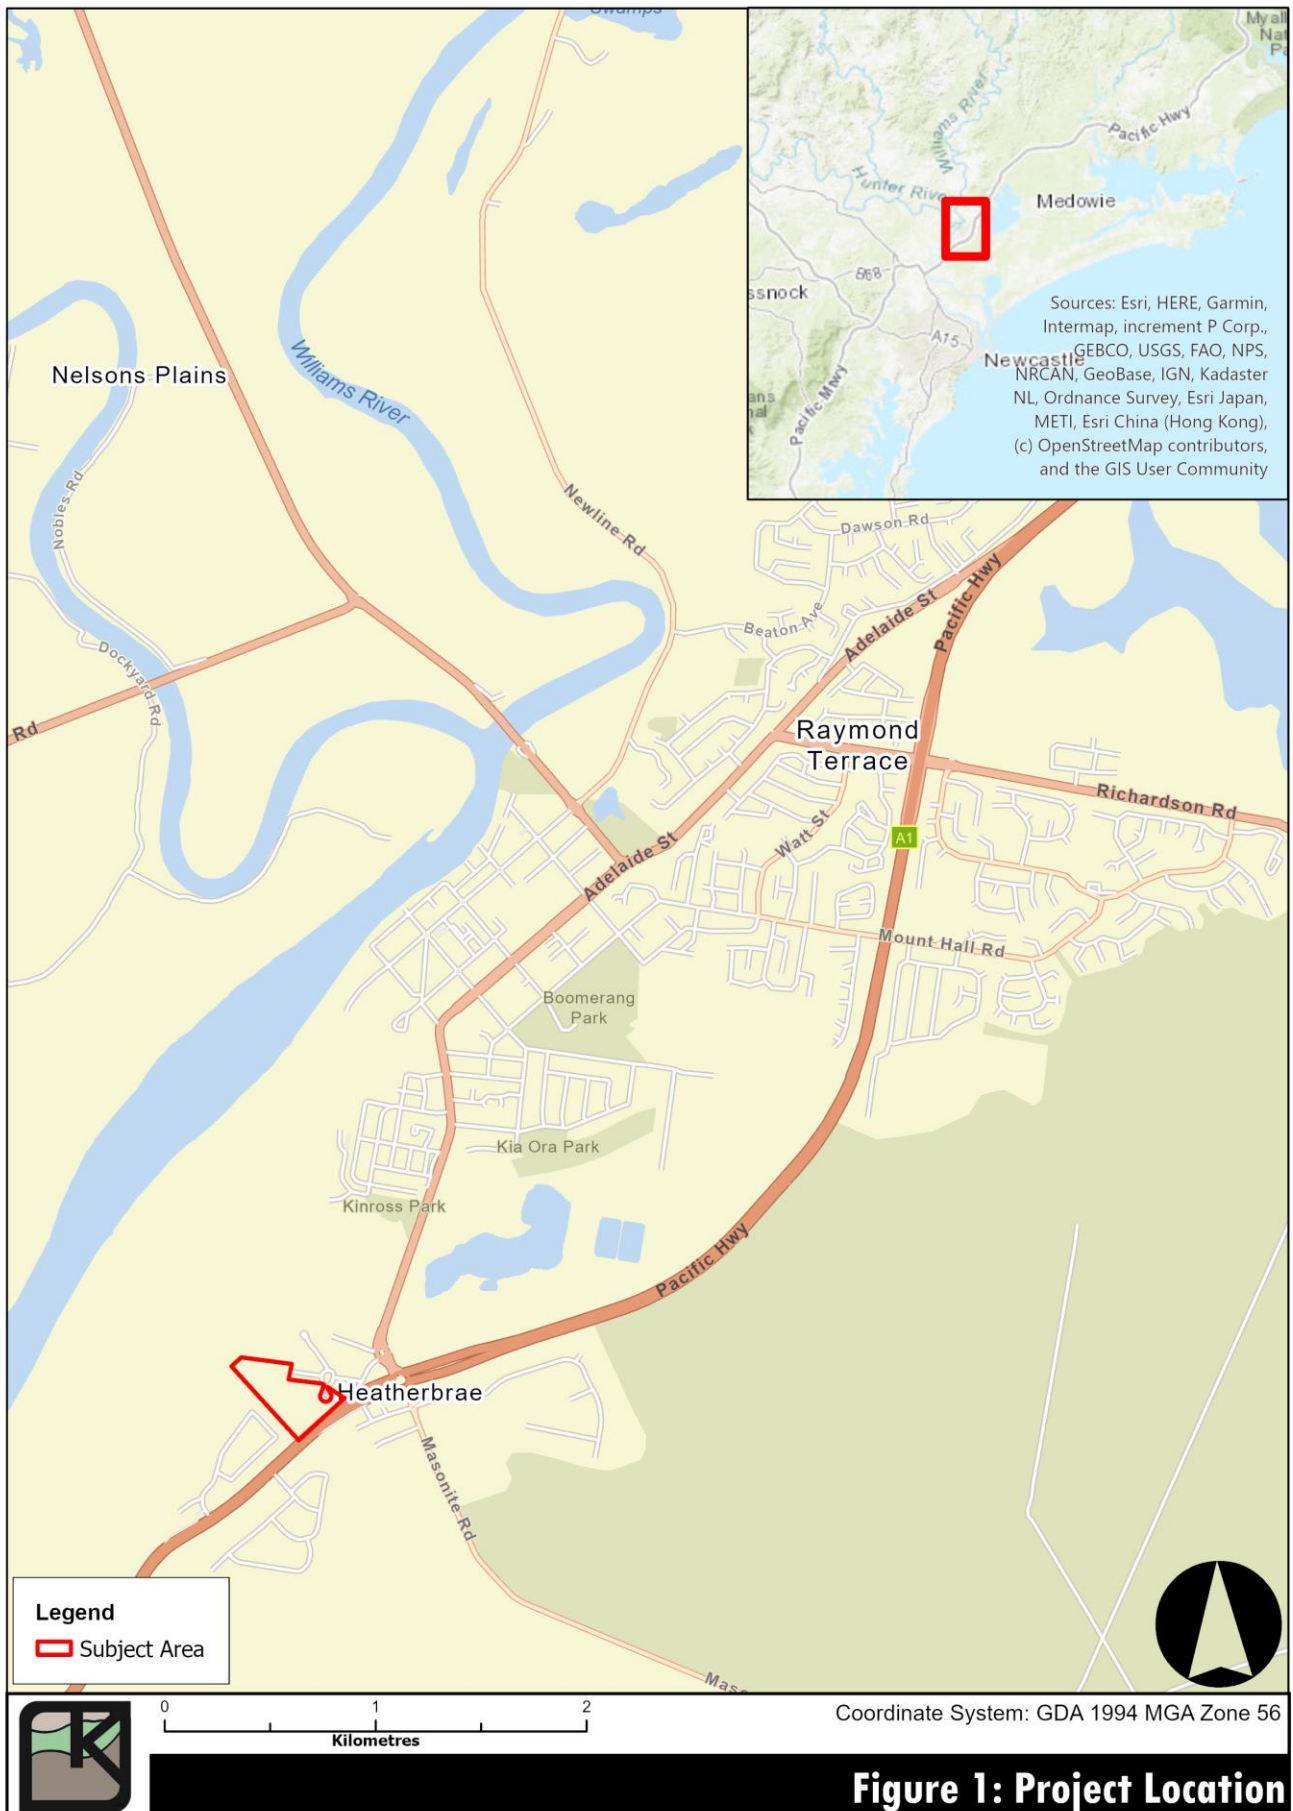 Swamps
Nelsons Plains
Williams River
Newline Rd
Nobles Rd
Dockyard Rd
Rd
Williams River
Hunter River
Pacific Hwy
Medowie
B68
ssnock
A15
Newcastle
Pacific Mwy
Sources: Esri, HERE, Garmin,
Intermap, increment P Corp.,
GEBCO, USGS, FAO, NPS,
NRCAN, GeoBase, IGN, Kadaster
NL, Ordnance Survey, Esri Japan,
METI, Esri China (Hong Kong),
(c) OpenStreetMap contributors,
and the GIS User Community
Dawson Rd
Beaton Ave
Adelaide St
Pacific Hwy
Raymond
Terrace
Richardson Rd
A1
Watt St
Adelaide St
Mount Hall Rd
Boomerang
Park
Kia Ora Park
Kinross Park
Pacific Hwy
Heatherbrae
Masonite Rd
Mas
Legend
Subject Area
0 1 2
Kilometres
Coordinate System: GDA 1994 MGA Zone 56
K
Figure 1: Project Location